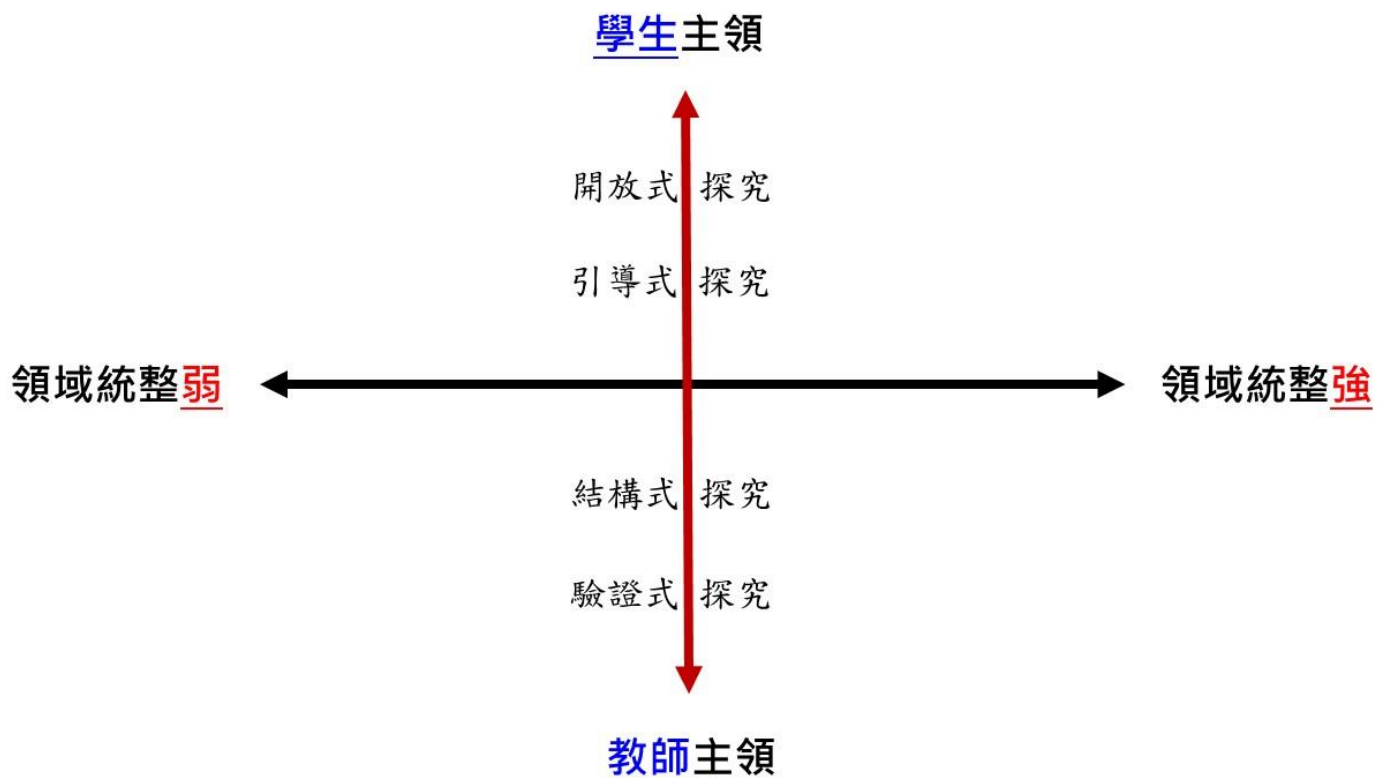 學生主領
開放式 探究
引導式 探究
領域統整弱 領域統整強
結構式 探究
驗證式 探究
教師主領